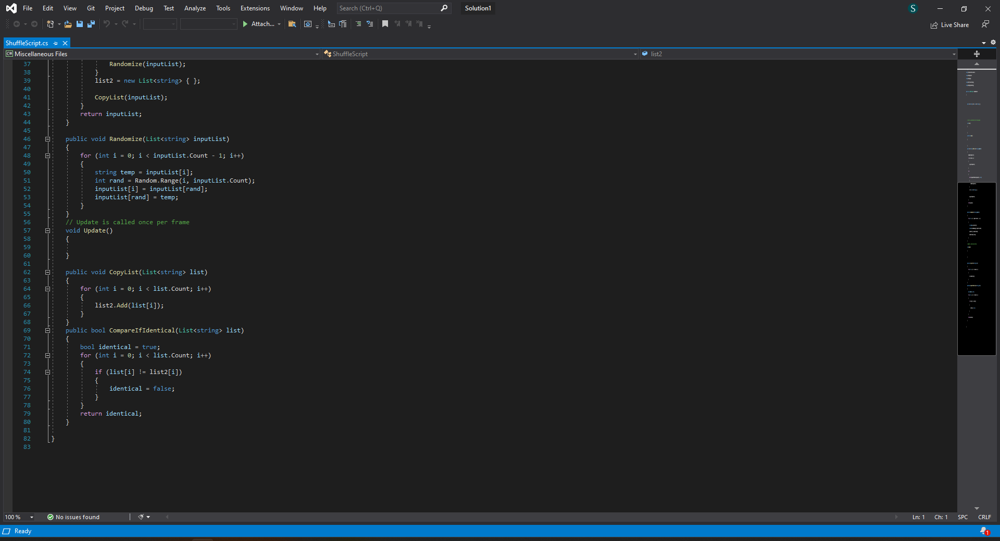 File Edit View Git Project Debug Test Analyze Tools Extensions Window Help Search (Ctrl+Q) Solution1 S
Attach... Live Share
ShuffleScript.cs
C# Miscellaneous Files ShuffleScript list2
37 Randomize(inputList);
38 }
39 list2 = new List<string> { };
40
41 CopyList(inputList);
42 }
43 return inputList;
44 }
45
46 public void Randomize(List<string> inputList)
47 {
48 for (int i = 0; i < inputList.Count - 1; i++)
49 {
50 string temp = inputList[i];
51 int rand = Random.Range(i, inputList.Count);
52 inputList[i] = inputList[rand];
53 inputList[rand] = temp;
54 }
55 }
56 // Update is called once per frame
57 void Update()
58 {
59
60 }
61
62 public void CopyList(List<string> list)
63 {
64 for (int i = 0; i < list.Count; i++)
65 {
66 list2.Add(list[i]);
67 }
68 }
69 public bool CompareIfIdentical(List<string> list)
70 {
71 bool identical = true;
72 for (int i = 0; i < list.Count; i++)
73 {
74 if (list[i] != list2[i])
75 {
76 identical = false;
77 }
78 }
79 return identical;
80 }
81
82 }
83
100 % No issues found Ln: 1 Ch: 1 SPC CRLF
Ready 1